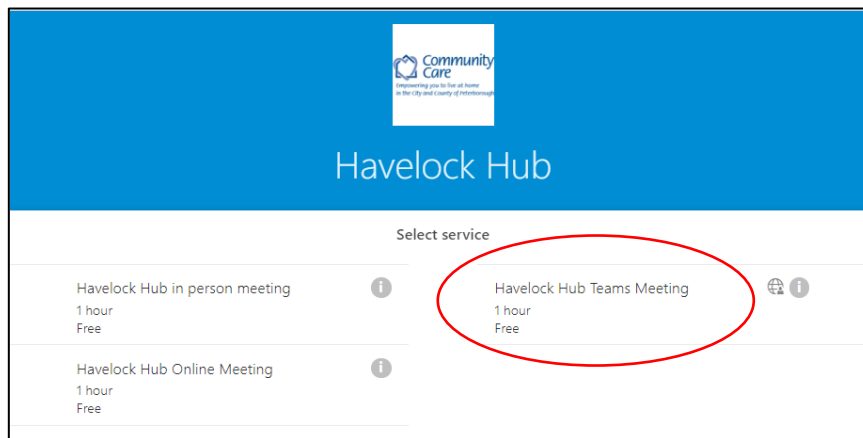 Community
Care
Empowering you to live at home
in the City and County of Peterborough
Havelock Hub
Select service
Havelock Hub in person meeting
1 hour
Free
Havelock Hub Teams Meeting
1 hour
Free
Havelock Hub Online Meeting
1 hour
Free